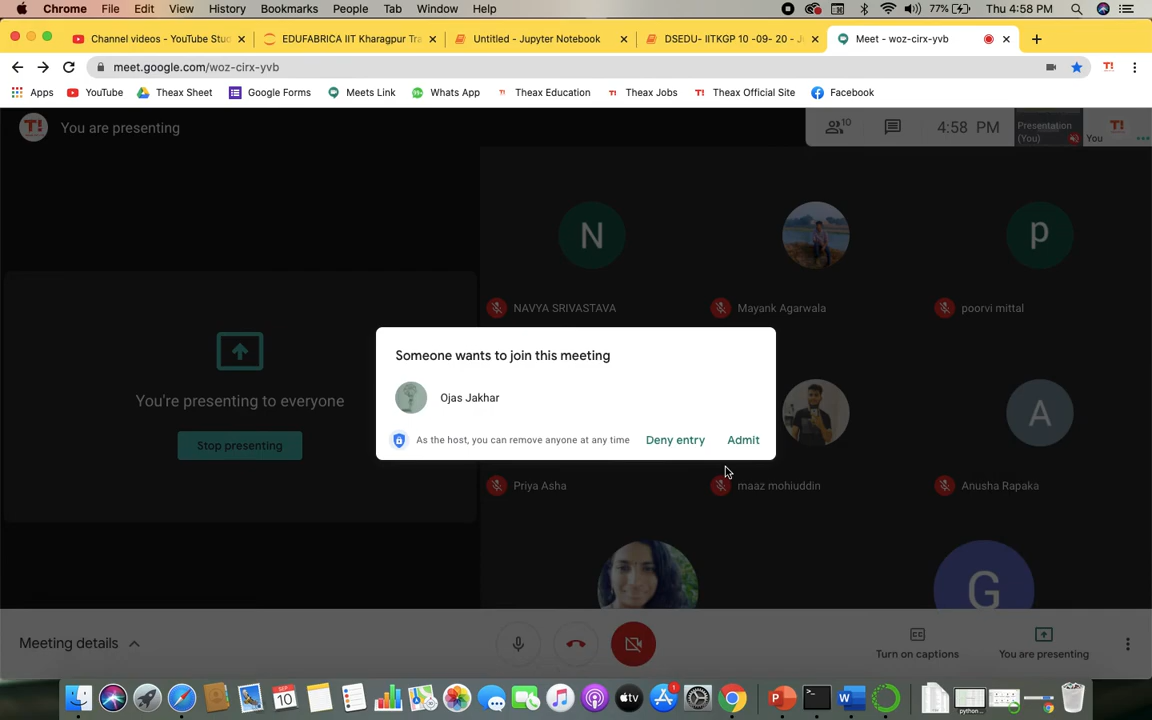 Chrome File Edit View History Bookmarks People Tab Window Help 77% Thu 4:58 PM
Channel videos - YouTube Stud EDUFABRICA IIT Kharagpur Tra Untitled - Jupyter Notebook DSEDU- IITKGP 10 -09- 20 - J Meet - woz-cirx-yvb
meet.google.com/woz-cirx-yvb T!
Apps YouTube Theax Sheet Google Forms Meets Link Whats App Theax Education Theax Jobs Theax Official Site Facebook
T! You are presenting 10 4:58 PM Presentation (You) You T!
N p
NAVYA SRIVASTAVA Mayank Agarwala poorvi mittal
Someone wants to join this meeting
Ojas Jakhar
You're presenting to everyone
A
As the host, you can remove anyone at any time Deny entry Admit
Stop presenting
Priya Asha maaz mohiuddin Anusha Rapaka
G
Meeting details Turn on captions You are presenting
SEP 10 tv 1 W python...